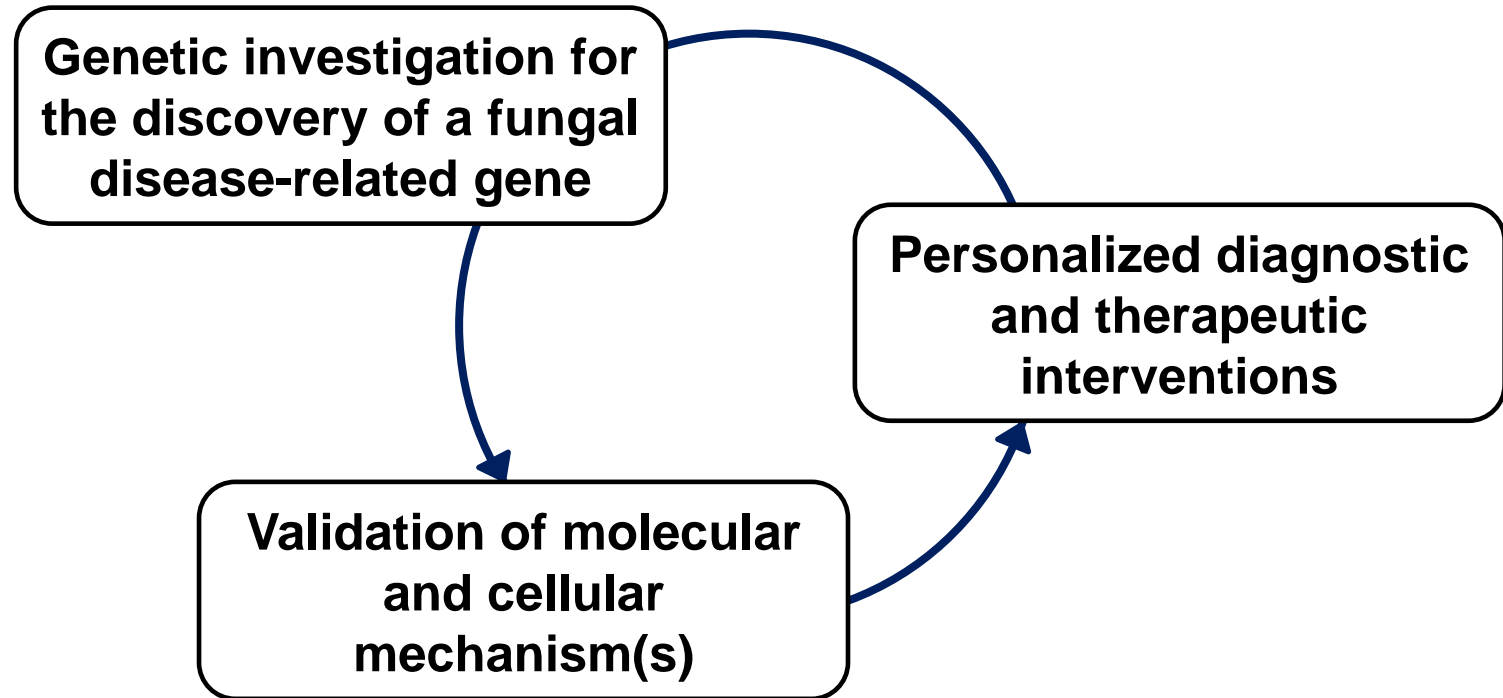 Genetic investigation for
the discovery of a fungal
disease-related gene
Personalized diagnostic
and therapeutic
interventions
Validation of molecular
and cellular
mechanism(s)